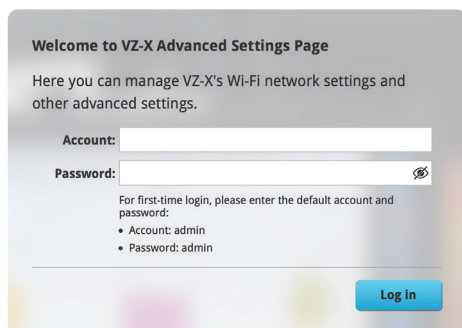 Welcome to VZ-X Advanced Settings Page
Here you can manage VZ-X's Wi-Fi network settings and
other advanced settings.
Account:
Password:
For first-time login, please enter the default account and
password:
• Account: admin
• Password: admin
Log in